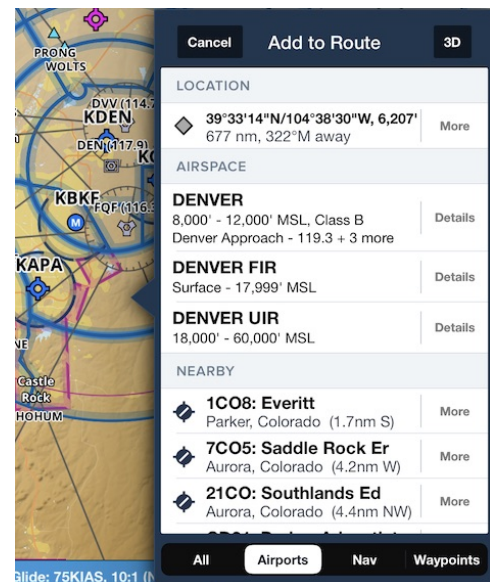 PRONG
WOLTS
DVV (114.7
KDEN
DEN (117.9)
KBKF
FQF (116.3
M
KAPA
Castle
Rock
HOHUM
Glide: 75KIAS, 10:1 (N
Cancel
Add to Route
3D
LOCATION
39°33'14"N/104°38'30"W, 6,207'
677 nm, 322°M away
More
AIRSPACE
DENVER
8,000' - 12,000' MSL, Class B
Denver Approach - 119.3 + 3 more
Details
DENVER FIR
Surface - 17,999' MSL
Details
DENVER UIR
18,000' - 60,000' MSL
Details
NEARBY
1CO8: Everitt
Parker, Colorado (1.7nm S)
More
7CO5: Saddle Rock Er
Aurora, Colorado (4.2nm W)
More
21CO: Southlands Ed
Aurora, Colorado (4.4nm NW)
More
All
Airports
Nav
Waypoints